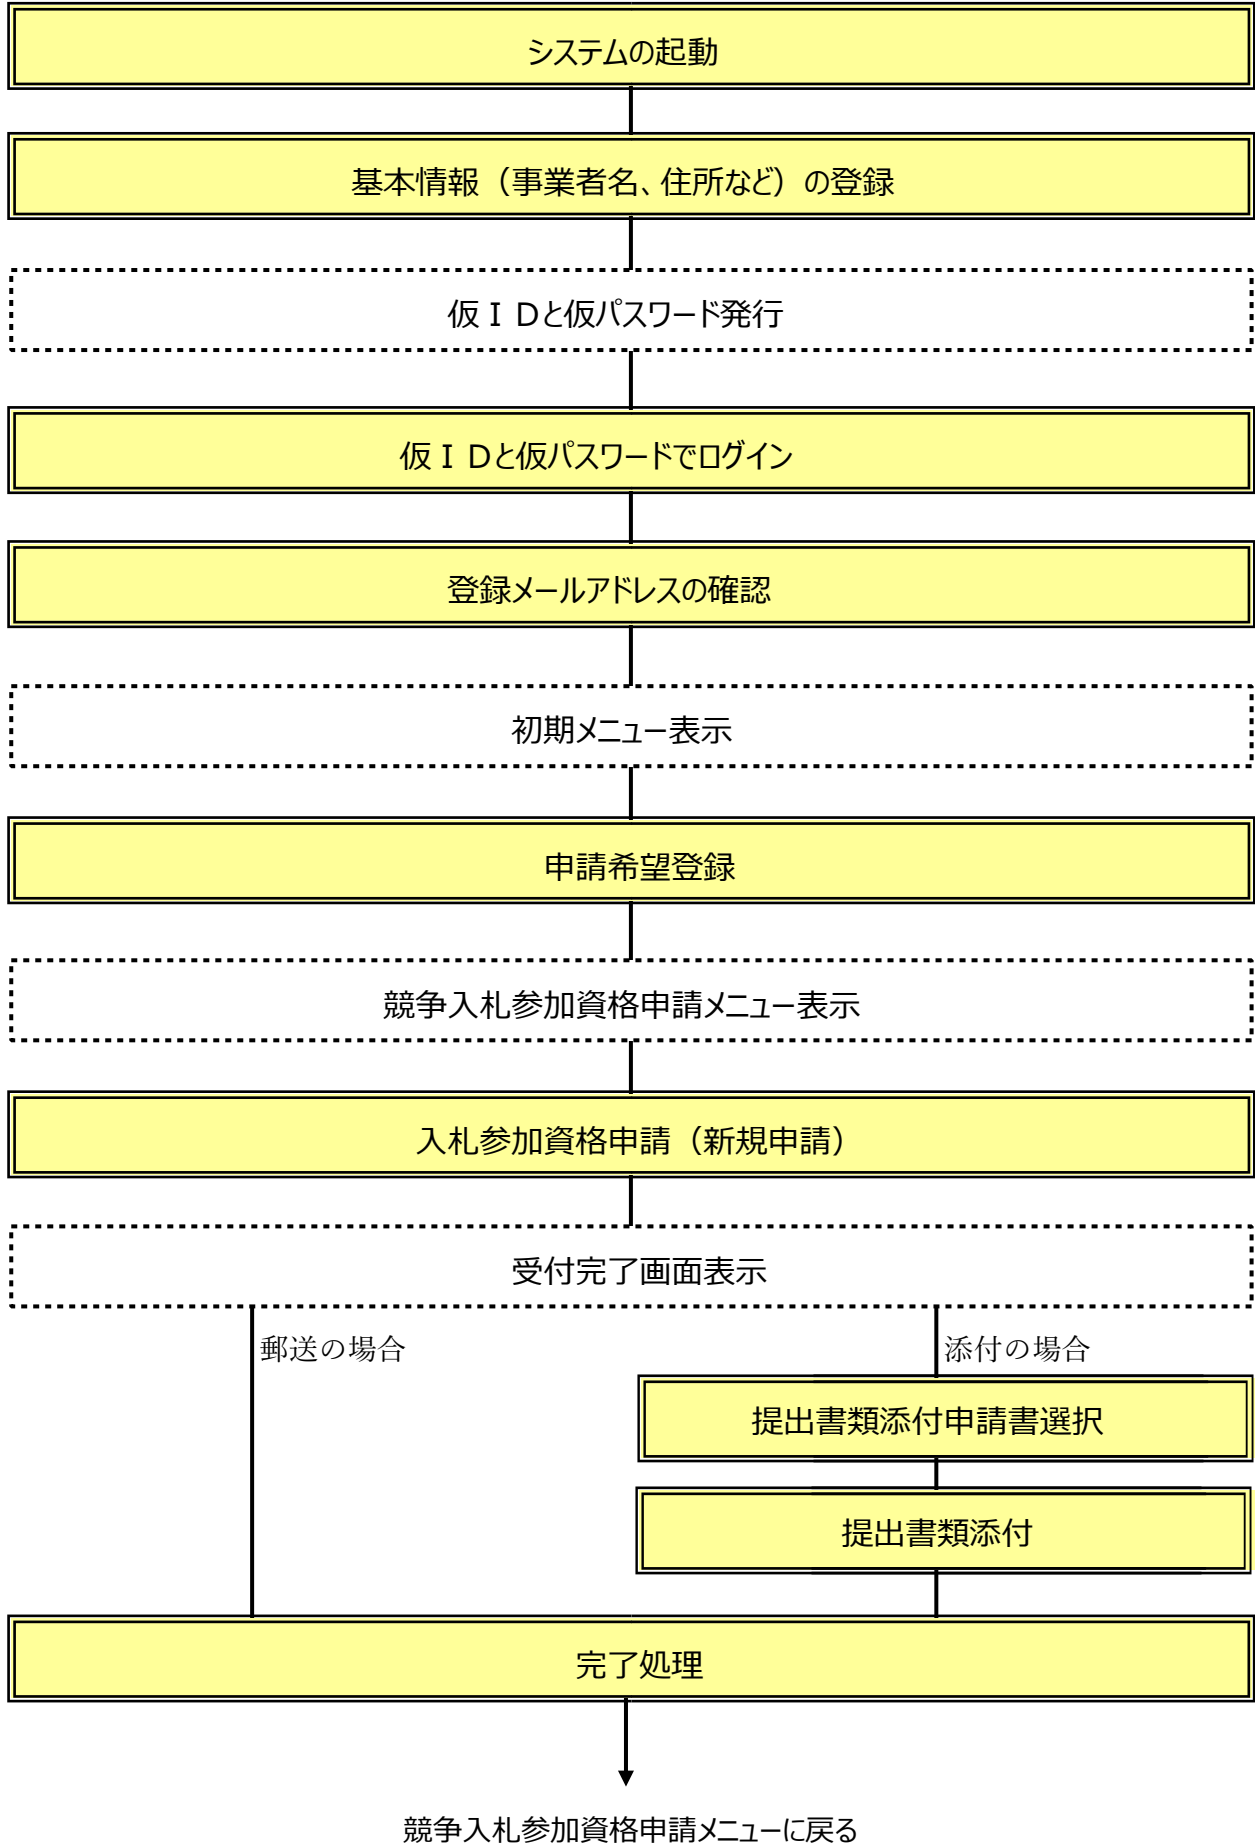 システムの起動
基本情報（事業者名、住所など）の登録
仮ＩＤと仮パスワード発行
仮ＩＤと仮パスワードでログイン
登録メールアドレスの確認
初期メニュー表示
申請希望登録
競争入札参加資格申請メニュー表示
入札参加資格申請（新規申請）
受付完了画面表示
郵送の場合
添付の場合
提出書類添付申請書選択
提出書類添付
完了処理
競争入札参加資格申請メニューに戻る